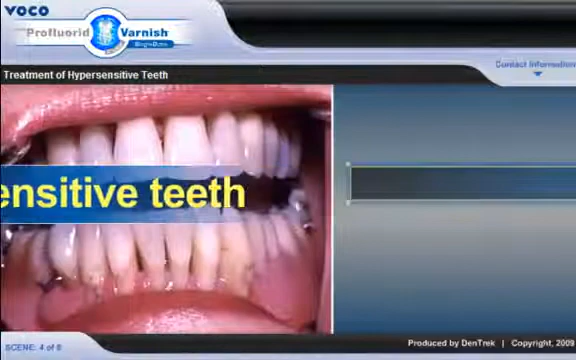 VOCO
Profluorid Varnish
SingleDose
Treatment of Hypersensitive Teeth
Contact Information
ensitive teeth
SCENE: 4 of 8
Produced by DenTrek | Copyright, 2009